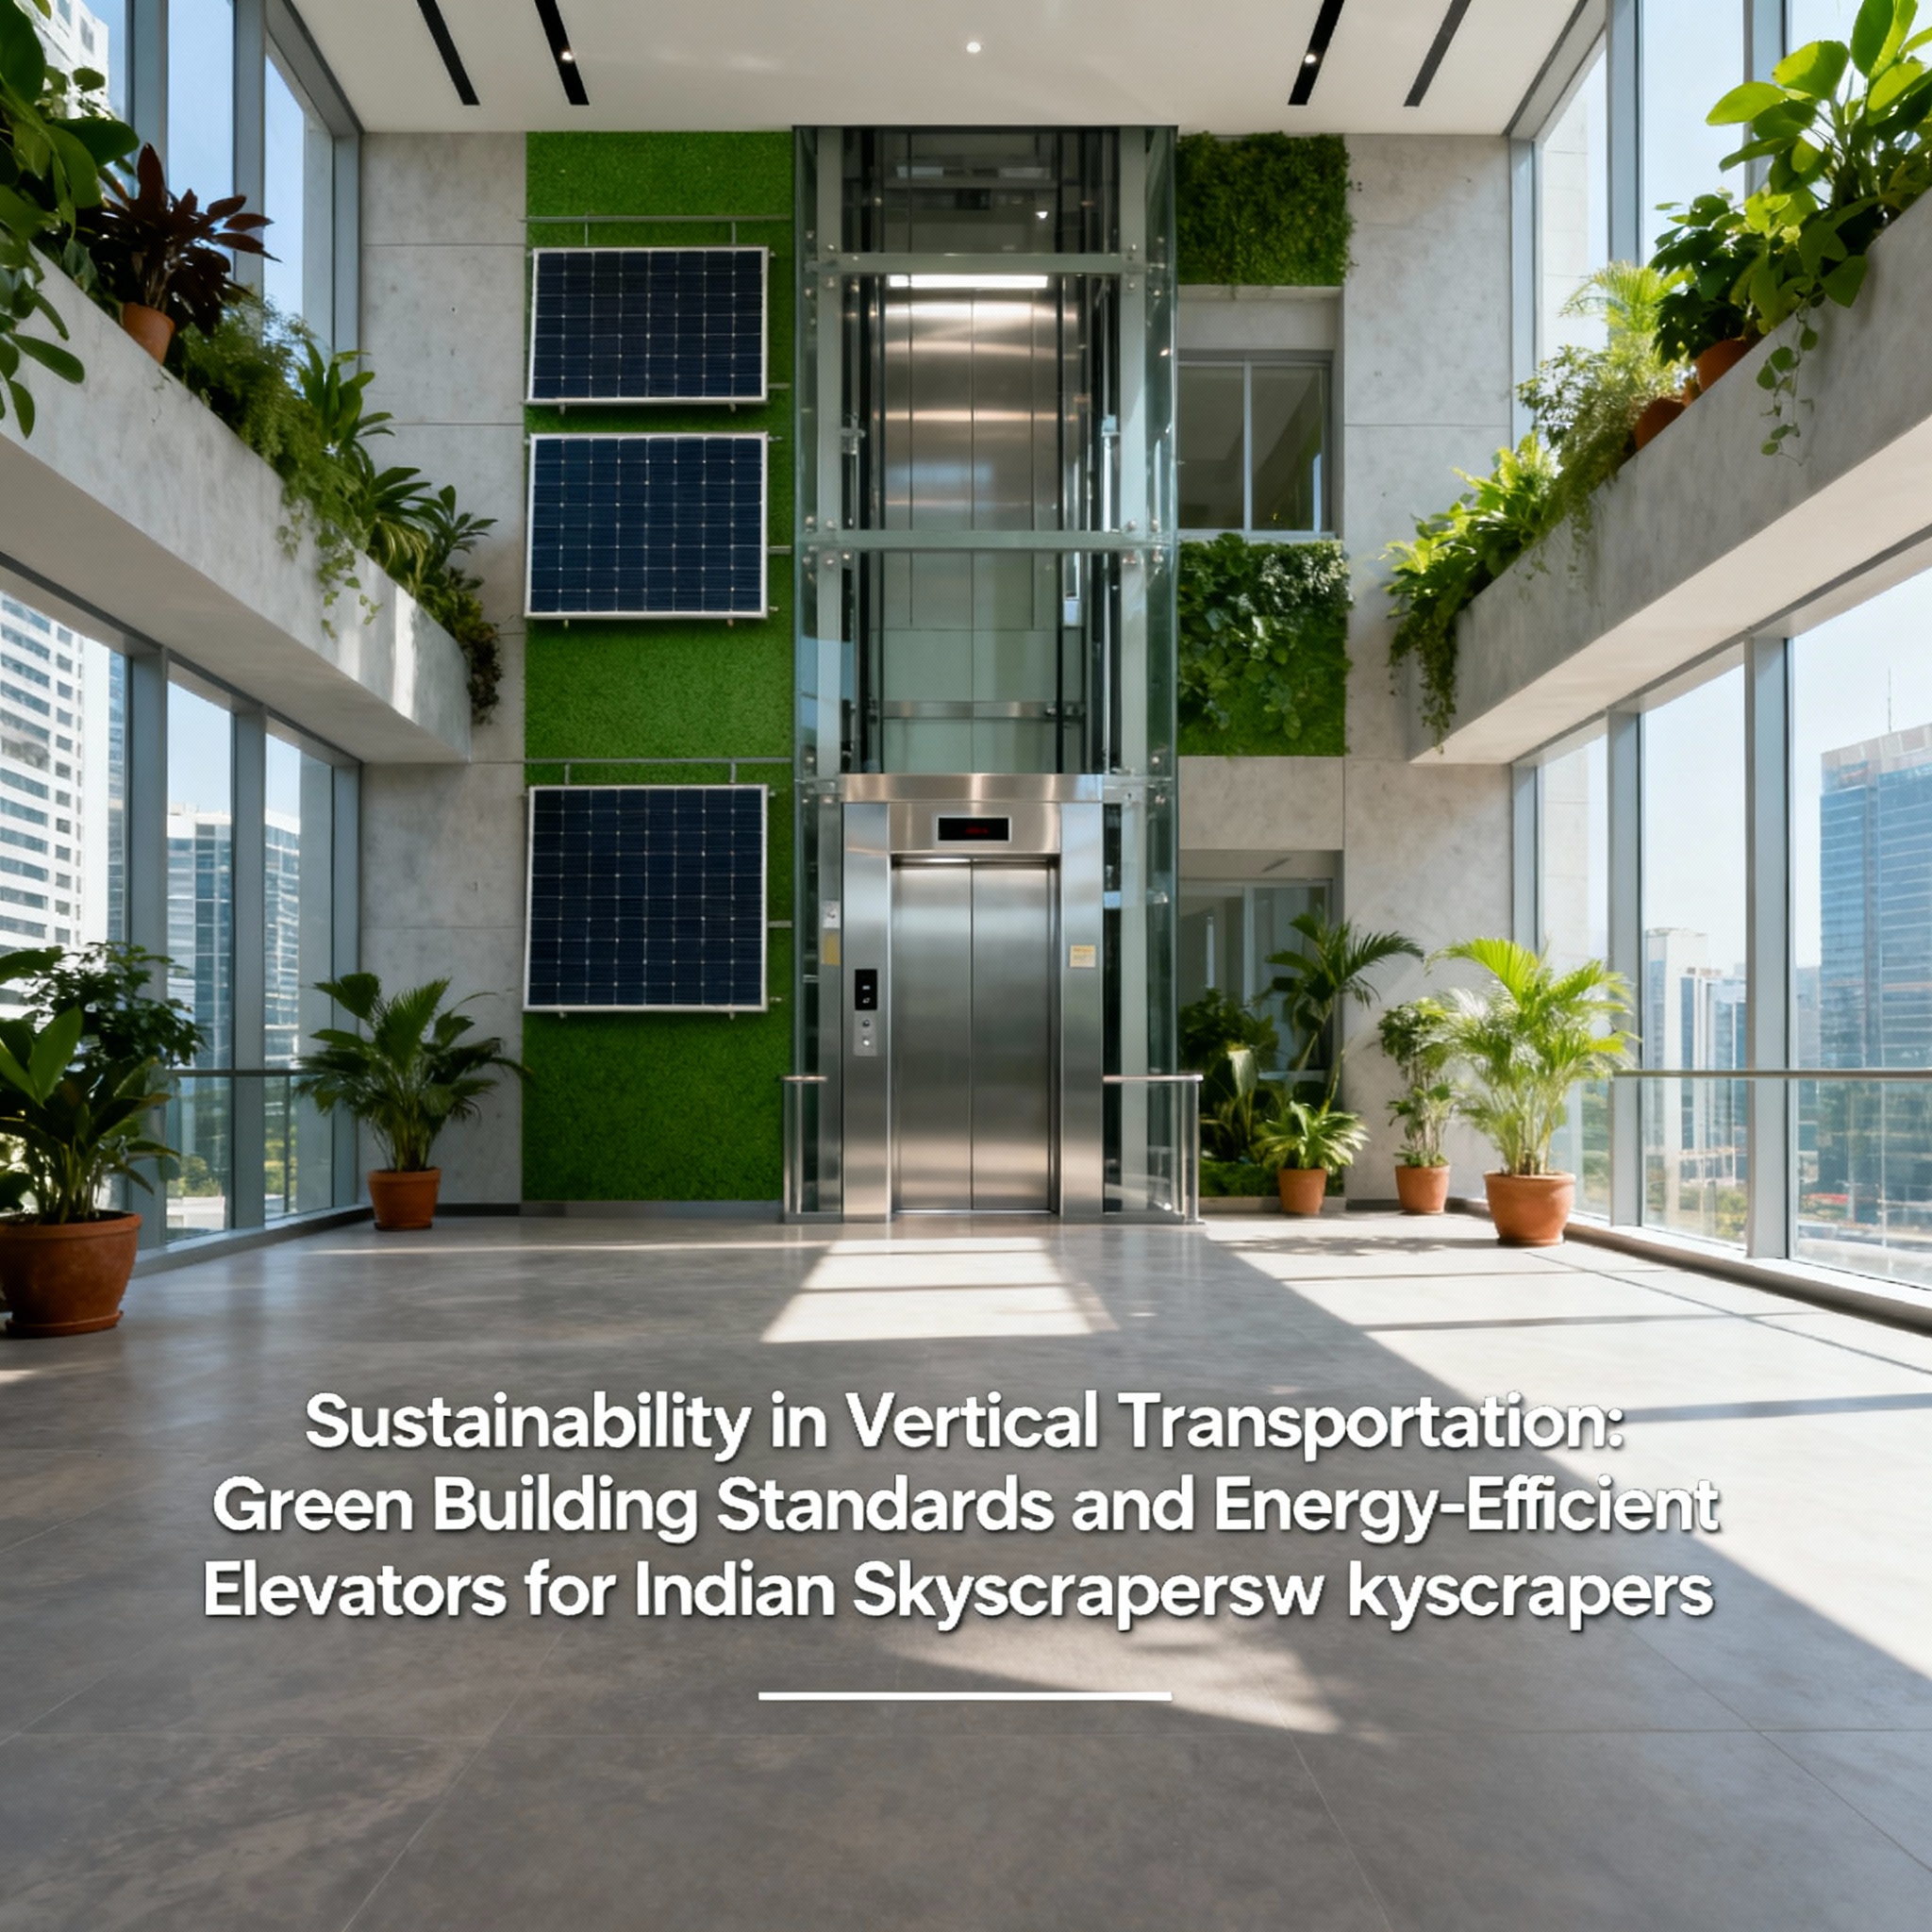 Sustainability in Vertical Transportation:
Green Building Standards and Energy-Efficient
Elevators for Indian Skyscrapersw kyscrapers